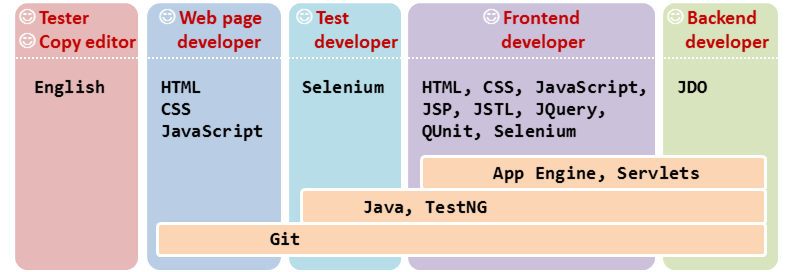 Tester
Copy editor
Web page
developer
Test
developer
Frontend
developer
Backend
developer
English
HTML
CSS
JavaScript
Selenium
HTML, CSS, JavaScript,
JSP, JSTL, JQuery,
QUnit, Selenium
JDO
App Engine, Servlets
Java, TestNG
Git